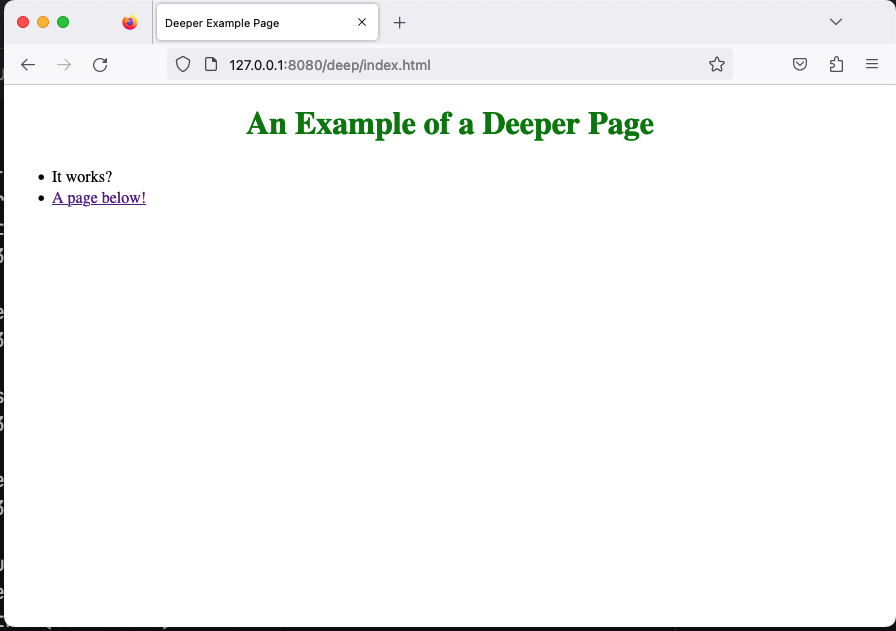 Deeper Example Page
127.0.0.1:8080/deep/index.html
An Example of a Deeper Page
It works?
A page below!